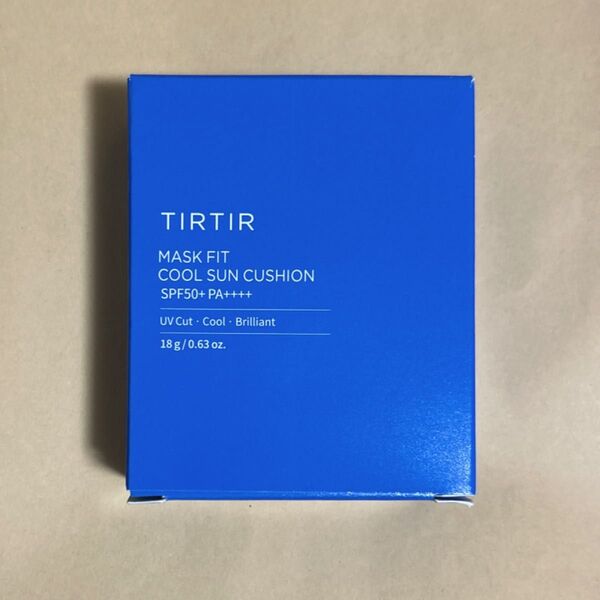 TIRTIR
MASK FIT
COOL SUN CUSHION
SPF50+ PA++++
UV Cut · Cool · Brilliant
18 g / 0.63 oz.